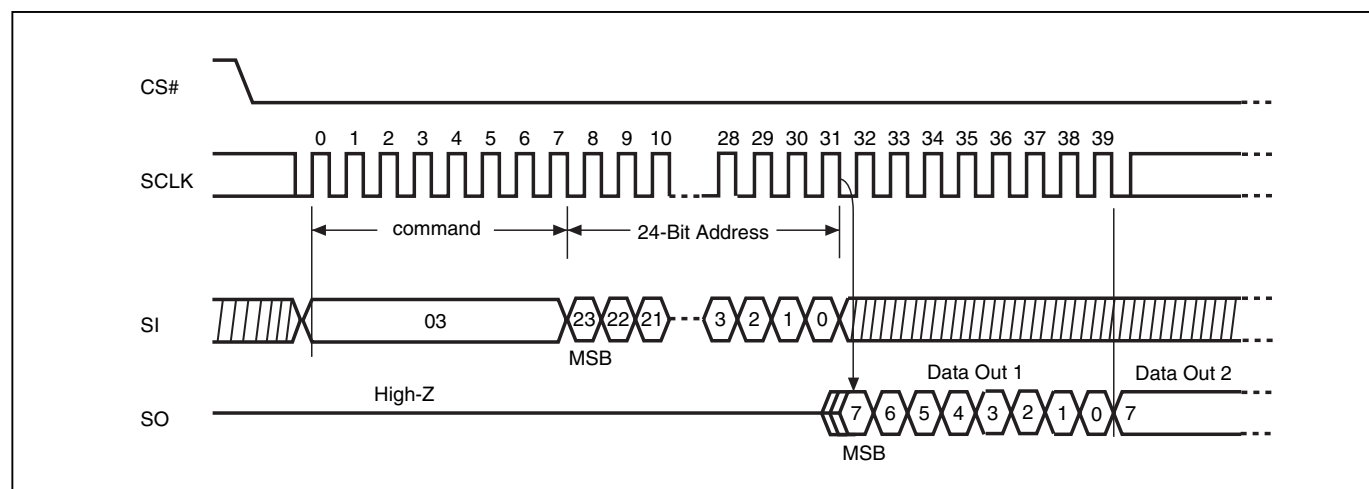 CS#
0 1 2 3 4 5 6 7 8 9 10 28 29 30 31 32 33 34 35 36 37 38 39
SCLK
command 24-Bit Address
SI 03 23 22 21 3 2 1 0
MSB
Data Out 1 Data Out 2
High-Z
SO 7 6 5 4 3 2 1 0 7
MSB